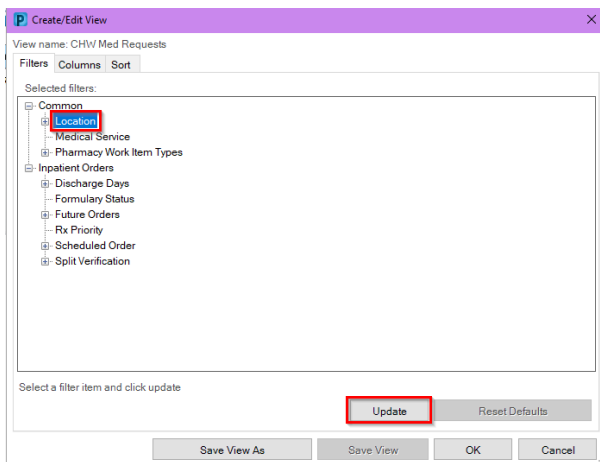 Create/Edit View
View name: CHW Med Requests
Filters Columns Sort
Selected filters:
Common
Location
Medical Service
Pharmacy Work Item Types
Inpatient Orders
Discharge Days
Formulary Status
Future Orders
Rx Priority
Scheduled Order
Split Verification
Select a filter item and click update
Update Reset Defaults
Save View As Save View OK Cancel